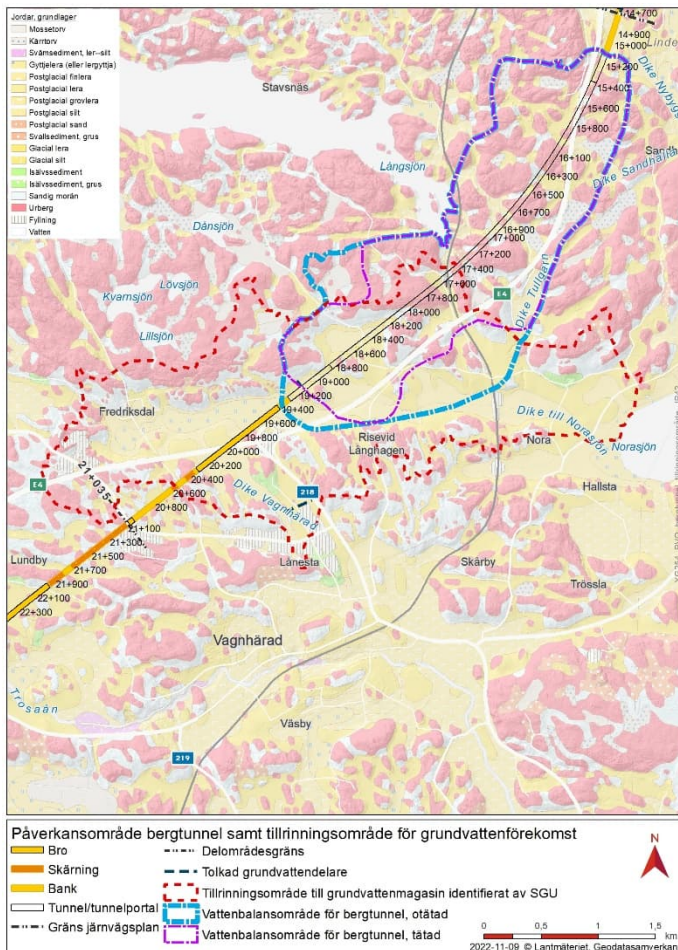 Jordar, grundlager
Mossetorv
Kärrtorv
Svämsediment, ler--silt
Gyttjelera (eller lergyttja)
Postglacial finlera
Postglacial lera
Postglacial grovlera
Postglacial silt
Postglacial sand
Svallsediment, grus
Glacial lera
Glacial silt
Isälvssediment
Isälvssediment, grus
Sandig morän
Urberg
Fyllning
Vatten
14+700
14+900
15+000
15+200
15+400
15+600
15+800
16+100
16+300
16+500
16+700
16+900
17+000
17+200
17+400
17+600
17+800
18+000
18+200
18+400
18+600
18+800
19+000
19+200
19+400
19+600
19+800
20+000
20+200
20+400
20+600
20+800
21+035
21+100
21+300
21+500
21+700
21+900
22+100
22+300
Stavsnäs
Långsjön
Dånsjön
Lövsjön
Kvarnsjön
Lillsjön
Dike Sandhälla
Dike Tullgarn
E4
Fredriksdal
Risevid
Långhagen
Dike till Norasjön
Nora
Norasjön
Hallsta
E4
218
Dike Vagnhärad
Lundby
Lånesta
Skärby
Trössla
Vagnhärad
Trosaån
Väsby
219
Påverkansområde bergtunnel samt tillrinningsområde för grundvattenförekomst
Bro
Skärning
Bank
Tunnel/tunnelportal
Gräns järnvägsplan
Delområdesgräns
Tolkad grundvattendelare
Tillrinningsområde till grundvattenmagasin identifierat av SGU
Vattenbalansområde för bergtunnel, otätad
Vattenbalansområde för bergtunnel, tätad
N
0 0,5 1 1,5
km
2022-11-09 © Lantmäteriet, Geodatasamverkan